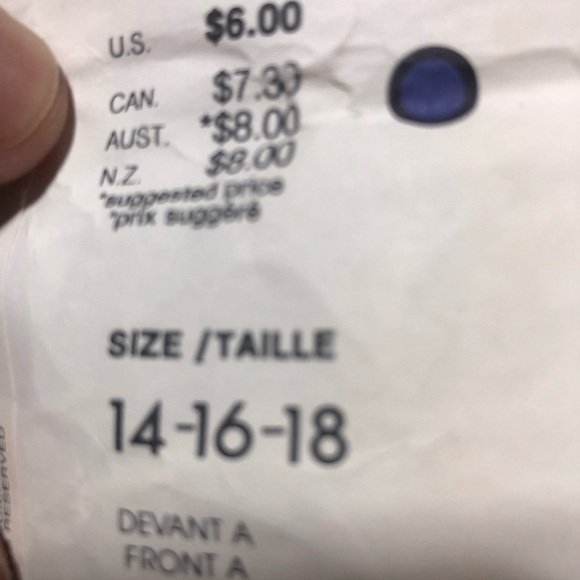 U.S. $6.00
CAN. $7.30
AUST. *$8.00
N.Z. $8.00
*suggested price
*prix suggéré
SIZE / TAILLE
14-16-18
DEVANT A
FRONT A
RESERVED